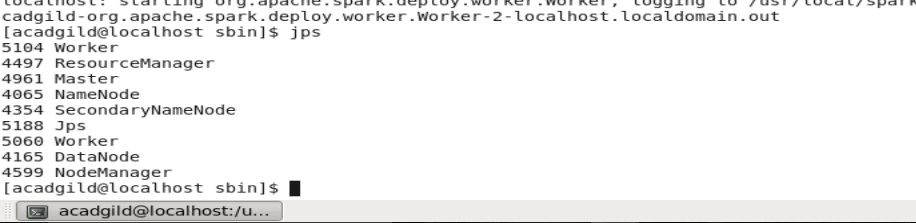 localhost: starting org.apache.spark.deploy.worker.Worker, logging to /usr/local/spark
cadgild-org.apache.spark.deploy.worker.Worker-2-localhost.localdomain.out
[acadgild@localhost sbin]$ jps
5104 Worker
4497 ResourceManager
4961 Master
4065 NameNode
4354 SecondaryNameNode
5188 Jps
5060 Worker
4165 DataNode
4599 NodeManager
[acadgild@localhost sbin]$
acadgild@localhost:/u...